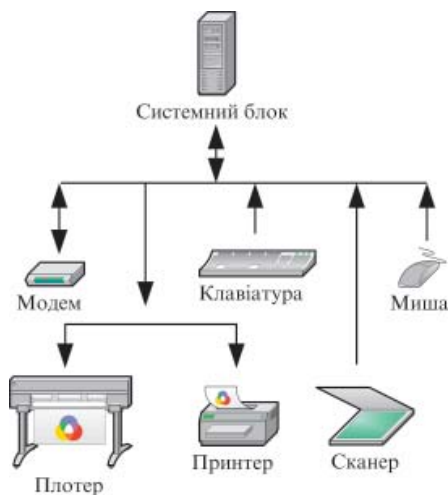 Системний блок
Модем
Клавіатура
Миша
Плотер
Принтер
Сканер